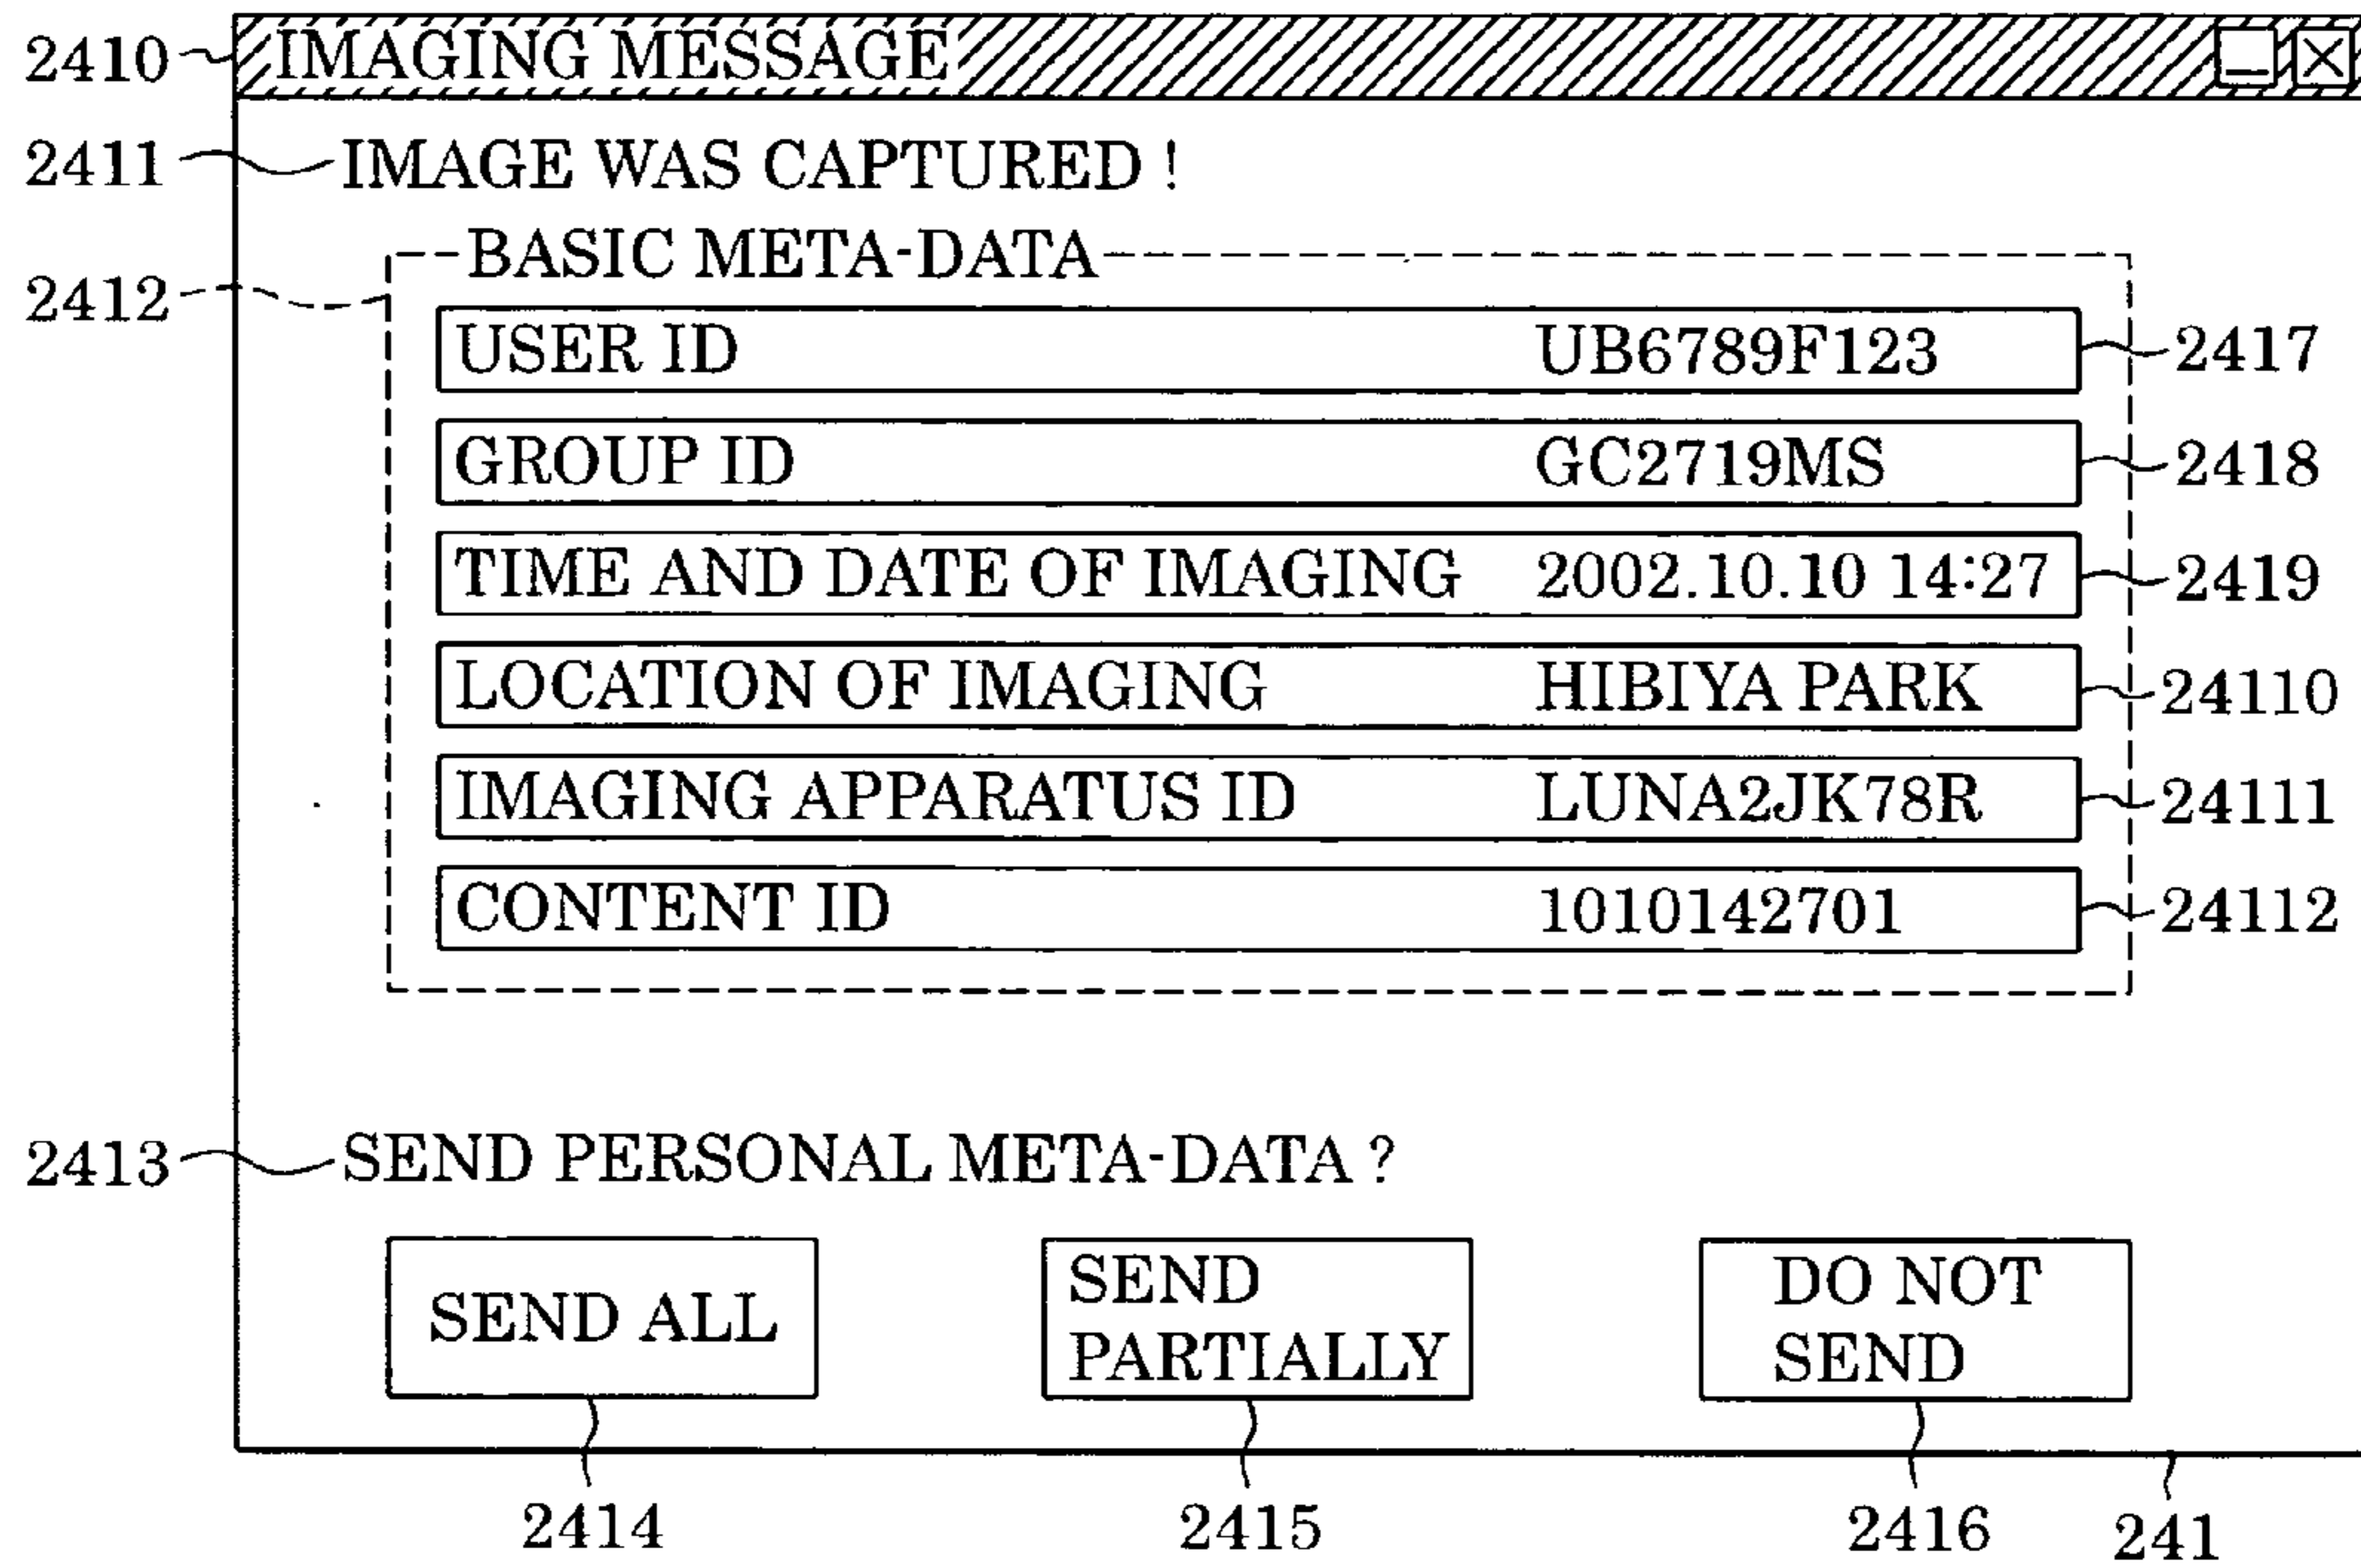 2410 IMAGING MESSAGE
2411 IMAGE WAS CAPTURED !
BASIC META-DATA
2412
USER ID UB6789F123 2417
GROUP ID GC2719MS 2418
TIME AND DATE OF IMAGING 2002.10.10 14:27 2419
LOCATION OF IMAGING HIBIYA PARK 24110
IMAGING APPARATUS ID LUNA2JK78R 24111
CONTENT ID 1010142701 24112
2413 SEND PERSONAL META-DATA ?
SEND ALL
SEND
PARTIALLY
DO NOT
SEND
2414 2415 2416 241